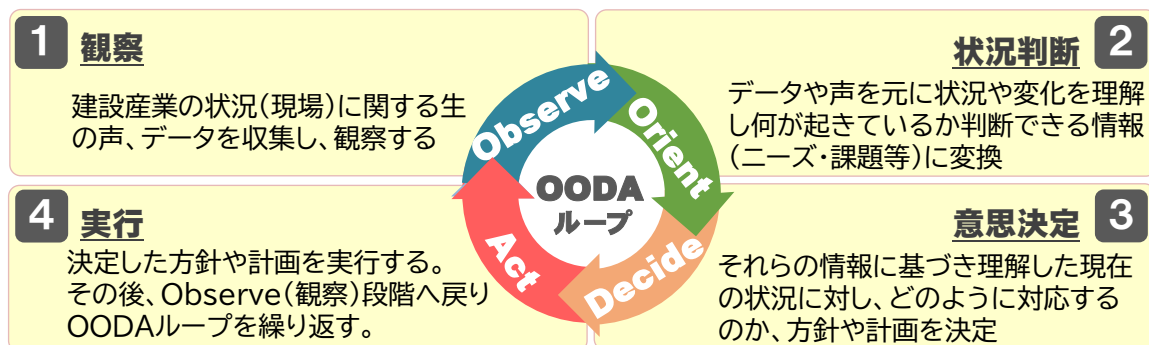 1 観察
建設産業の状況(現場)に関する生
の声、データを収集し、観察する
状況判断 2
データや声を元に状況や変化を理解
し何が起きているか判断できる情報
(ニーズ・課題等)に変換
Observe
Orient
OODA
ループ
Act
Decide
4 実行
決定した方針や計画を実行する。
その後、Observe(観察)段階へ戻り
OODAループを繰り返す。
意思決定 3
それらの情報に基づき理解した現在
の状況に対し、どのように対応する
のか、方針や計画を決定